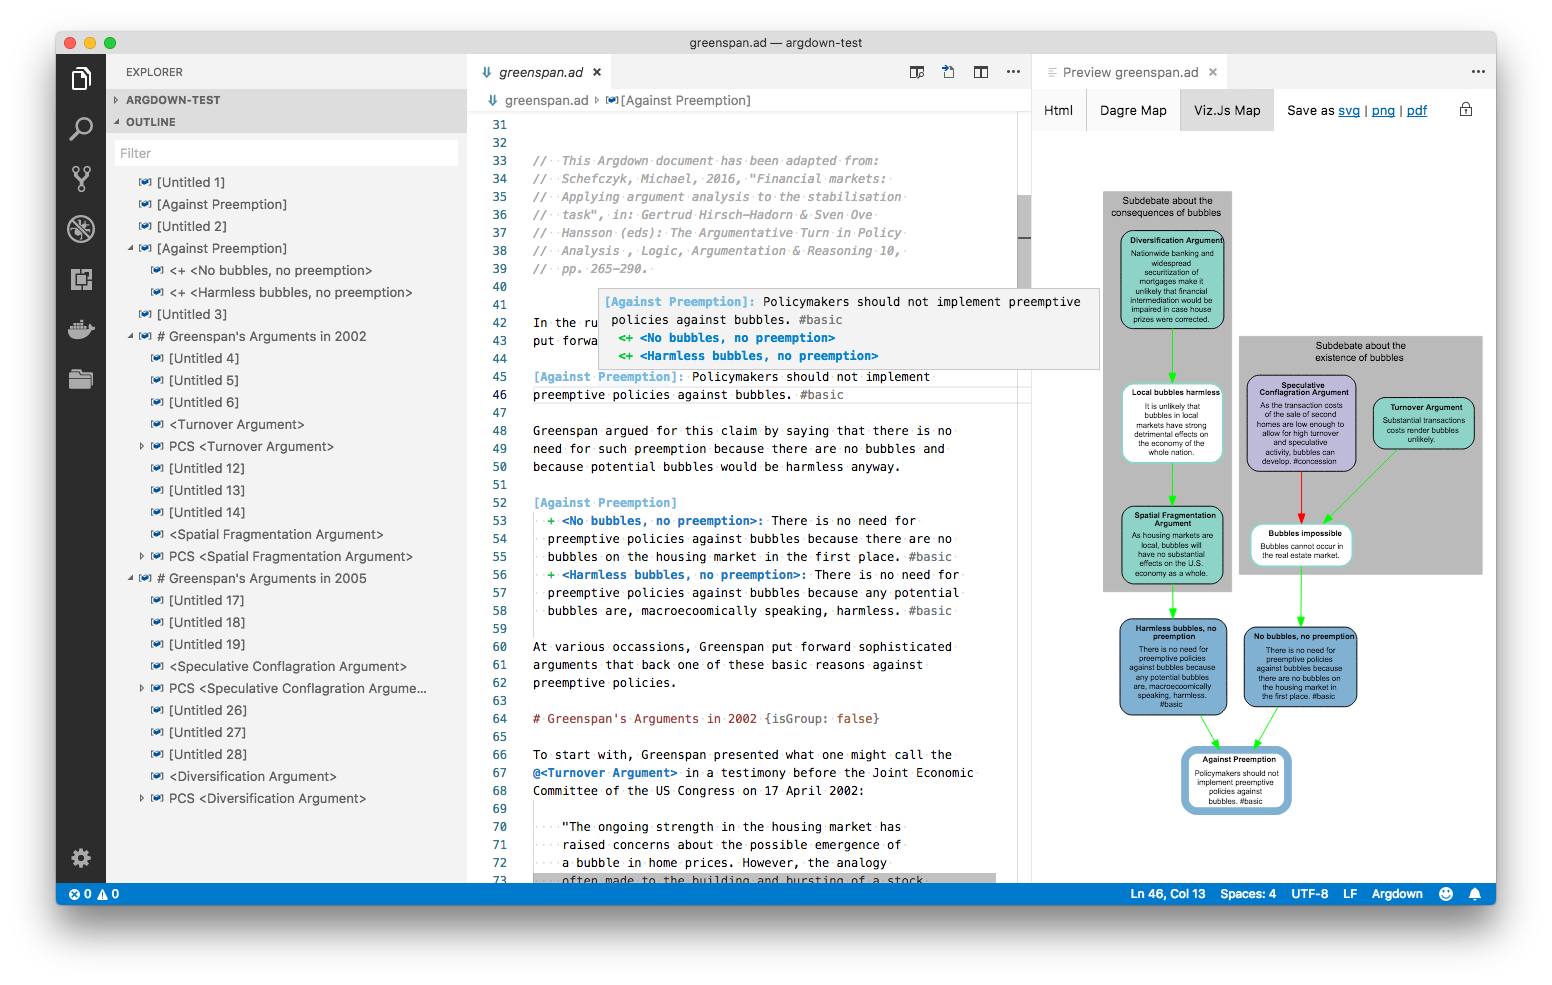 greenspan.ad — argdown-test
EXPLORER
ARGDOWN-TEST
OUTLINE
Filter
[Untitled 1]
[Against Preemption]
[Untitled 2]
[Against Preemption]
<+ <No bubbles, no preemption>
<+ <Harmless bubbles, no preemption>
[Untitled 3]
# Greenspan's Arguments in 2002
[Untitled 4]
[Untitled 5]
[Untitled 6]
<Turnover Argument>
PCS <Turnover Argument>
[Untitled 12]
[Untitled 13]
[Untitled 14]
<Spatial Fragmentation Argument>
PCS <Spatial Fragmentation Argument>
# Greenspan's Arguments in 2005
[Untitled 17]
[Untitled 18]
[Untitled 19]
<Speculative Conflagration Argument>
PCS <Speculative Conflagration Argume...
[Untitled 26]
[Untitled 27]
[Untitled 28]
<Diversification Argument>
PCS <Diversification Argument>
greenspan.ad
greenspan.ad [Against Preemption]
31
32
33 // This Argdown document has been adapted from:
34 // Schefczyk, Michael, 2016, "Financial markets:
35 // Applying argument analysis to the stabilisation
36 // task", in: Gertrud Hirsch-Hadorn & Sven Ove
37 // Hansson (eds): The Argumentative Turn in Policy
38 // Analysis , Logic, Argumentation & Reasoning 10,
39 // pp. 265-290.
40
41
[Against Preemption]: Policymakers should not implement preemptive
policies against bubbles. #basic
<+ <No bubbles, no preemption>
<+ <Harmless bubbles, no preemption>
42 In the ru
43 put forwa
44
45 [Against Preemption]: Policymakers should not implement
46 preemptive policies against bubbles. #basic
47
48 Greenspan argued for this claim by saying that there is no
49 need for such preemption because there are no bubbles and
50 because potential bubbles would be harmless anyway.
51
52 [Against Preemption]
53 + <No bubbles, no preemption>: There is no need for
54 preemptive policies against bubbles because there are no
55 bubbles on the housing market in the first place. #basic
56 + <Harmless bubbles, no preemption>: There is no need for
57 preemptive policies against bubbles because any potential
58 bubbles are, macroecoomically speaking, harmless. #basic
59
60 At various occassions, Greenspan put forward sophisticated
61 arguments that back one of these basic reasons against
62 preemptive policies.
63
64 # Greenspan's Arguments in 2002 {isGroup: false}
65
66 To start with, Greenspan presented what one might call the
67 @<Turnover Argument> in a testimony before the Joint Economic
68 Committee of the US Congress on 17 April 2002:
69
70 "The ongoing strength in the housing market has
71 raised concerns about the possible emergence of
72 a bubble in home prices. However, the analogy
73 often made to the building and bursting of a stock
Preview greenspan.ad
Html
Dagre Map
Viz.Js Map
Save as svg | png | pdf
Subdebate about the
consequences of bubbles
Diversification Argument
Nationwide banking and
widespread
securitization of
mortgages make it
unlikely that financial
intermediation would be
impaired in case house
prizes were corrected.
Local bubbles harmless
It is unlikely that
bubbles in local
markets have strong
detrimental effects on
the economy of the
whole nation.
Spatial Fragmentation
Argument
As housing markets are
local, bubbles will
have no substantial
effects on the U.S.
economy as a whole.
Subdebate about the
existence of bubbles
Speculative
Conflagration Argument
As the transaction costs
of the sale of second
homes are low enough to
allow for high turnover
and speculative
activity, bubbles can
develop. #concession
Turnover Argument
Substantial transactions
costs render bubbles
unlikely.
Bubbles impossible
Bubbles cannot occur in
the real estate market.
Harmless bubbles, no
preemption
There is no need for
preemptive policies
against bubbles because
any potential bubbles
are, macroecoomically
speaking, harmless.
#basic
No bubbles, no preemption
There is no need for
preemptive policies
against bubbles because
there are no bubbles on
the housing market in
the first place. #basic
Against Preemption
Policymakers should not
implement preemptive
policies against
bubbles. #basic
0 0
Ln 46, Col 13
Spaces: 4
UTF-8
LF
Argdown